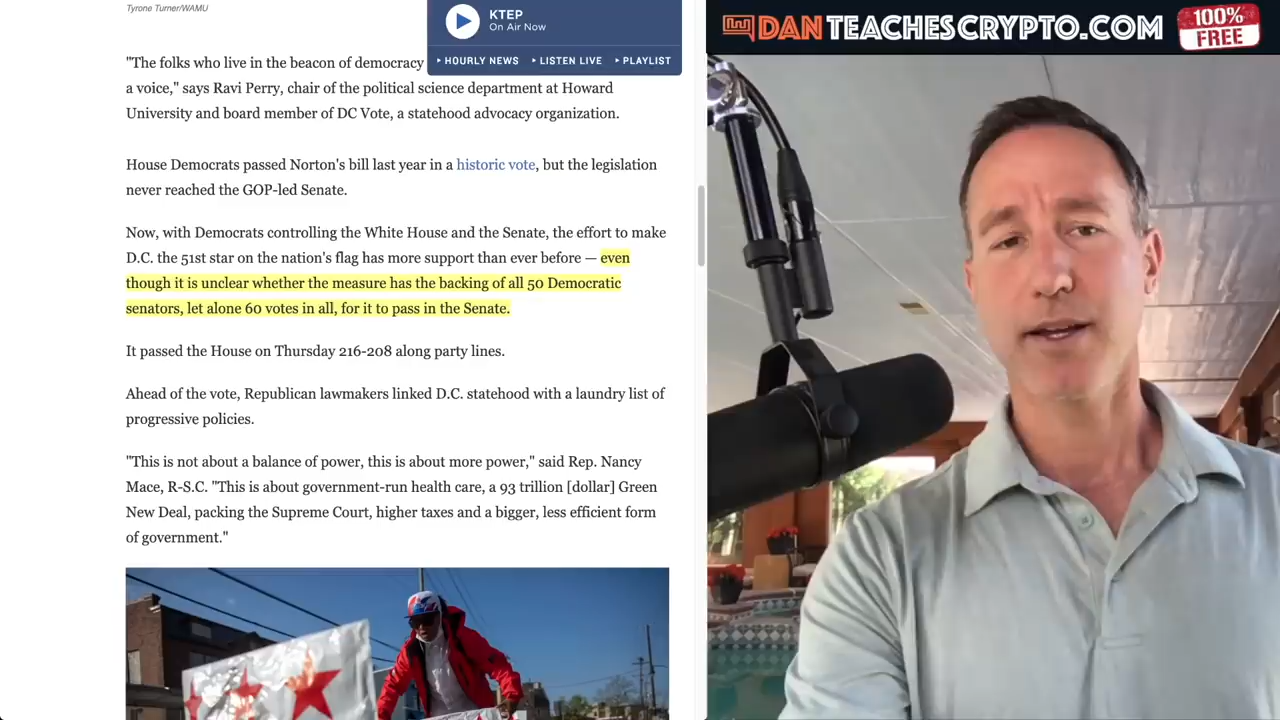 Tyrone Turner/WAMU
KTEP
On Air Now
HOURLY NEWS LISTEN LIVE PLAYLIST
DANTEACHESCRYPTO.COM
100%
FREE
"The folks who live in the beacon of democracy
a voice," says Ravi Perry, chair of the political science department at Howard
University and board member of DC Vote, a statehood advocacy organization.
House Democrats passed Norton's bill last year in a historic vote, but the legislation
never reached the GOP-led Senate.
Now, with Democrats controlling the White House and the Senate, the effort to make
D.C. the 51st star on the nation's flag has more support than ever before — even
though it is unclear whether the measure has the backing of all 50 Democratic
senators, let alone 60 votes in all, for it to pass in the Senate.
It passed the House on Thursday 216-208 along party lines.
Ahead of the vote, Republican lawmakers linked D.C. statehood with a laundry list of
progressive policies.
"This is not about a balance of power, this is about more power," said Rep. Nancy
Mace, R-S.C. "This is about government-run health care, a 93 trillion [dollar] Green
New Deal, packing the Supreme Court, higher taxes and a bigger, less efficient form
of government."